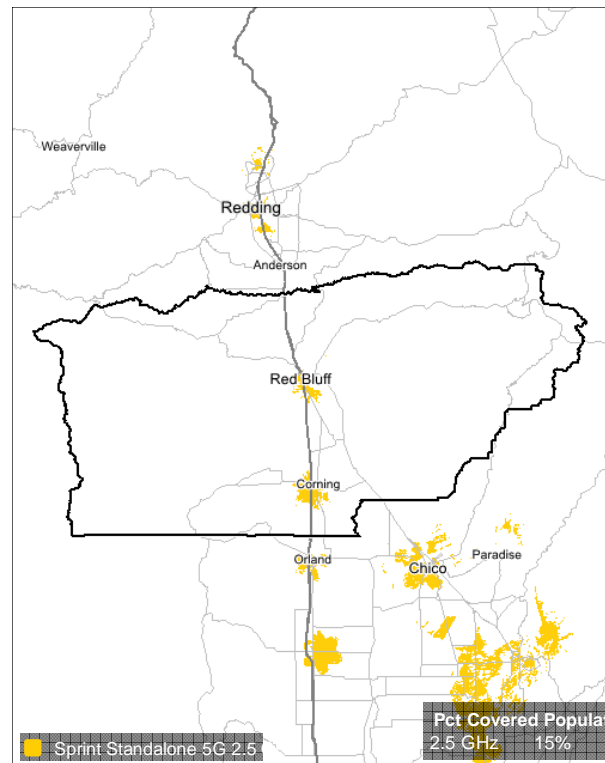 Weaverville
Redding
Anderson
Red Bluff
Corning
Orland
Chico
Paradise
Pct Covered Populat
2.5 GHz 15%
Sprint Standalone 5G 2.5